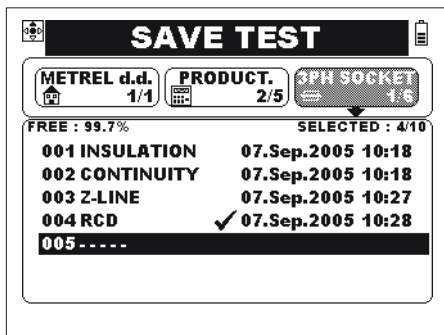 SAVE TEST
METREL d.d. PRODUCT. 3PH SOCKET
1/1 2/5 1/6
FREE : 99.7% SELECTED : 4/10
001 INSULATION 07.Sep.2005 10:18
002 CONTINUITY 07.Sep.2005 10:18
003 Z-LINE 07.Sep.2005 10:27
004 RCD ✓ 07.Sep.2005 10:28
005 - - - - -